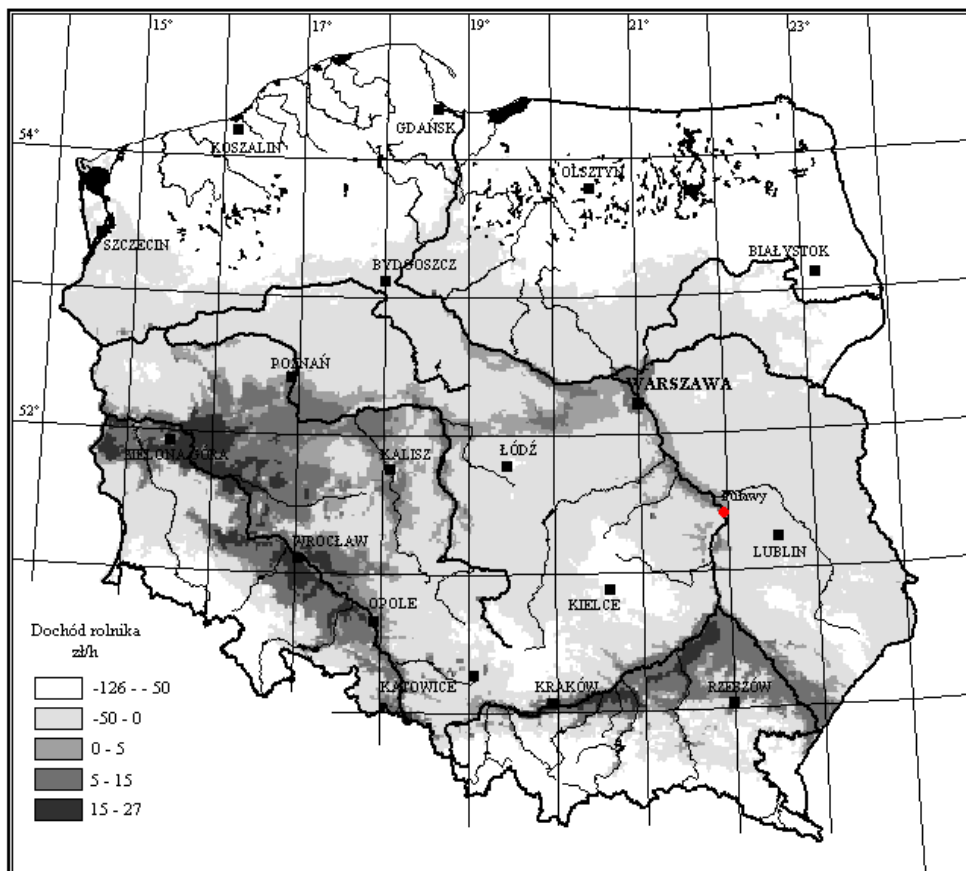 15°
17°
19°
21°
23°
GDAŃSK
54°
KOSZALIN
OLSZTYN
SZCZECIN
BIAŁYSTOK
BYDGOSZCZ
POZNAŃ
WARSZAWA
52°
ZIELONA GÓRA
KALISZ
ŁÓDŹ
Puławy
WROCŁAW
LUBLIN
OPOLE
KIELCE
Dochód rolnika
zł/h
KATOWICE
KRAKÓW
RZESZÓW
-126 - - 50
-50 - 0
0 - 5
5 - 15
15 - 27